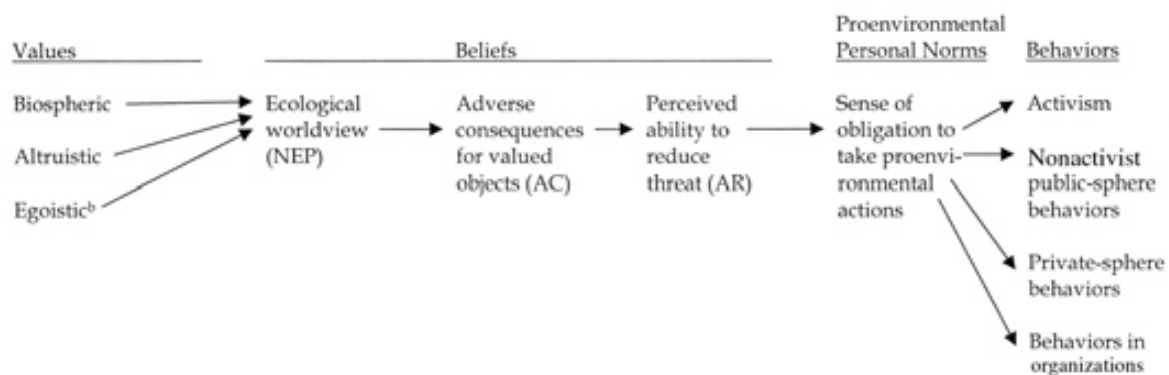 Proenvironmental
Values Beliefs Personal Norms Behaviors
Biospheric
Altruistic
Egoisticᵇ
Ecological
worldview
(NEP)
Adverse
consequences
for valued
objects (AC)
Perceived
ability to
reduce
threat (AR)
Sense of
obligation to
take proenvi-
ronmental
actions
Activism
Nonactivist
public-sphere
behaviors
Private-sphere
behaviors
Behaviors in
organizations